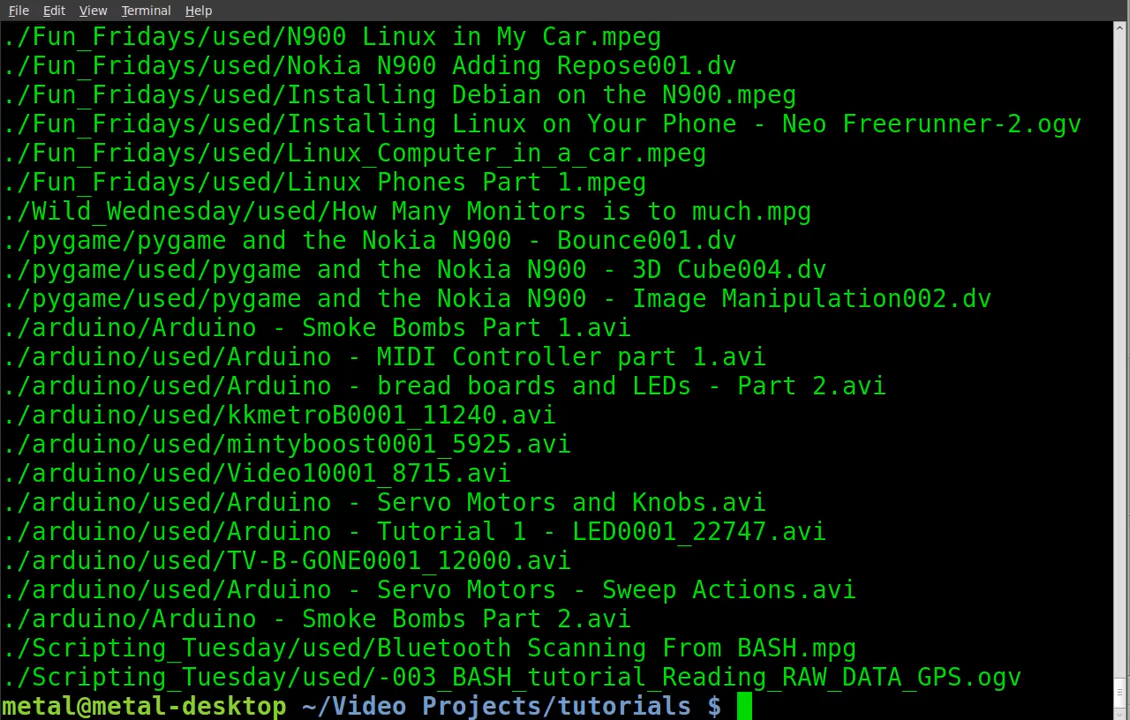 File Edit View Terminal Help
./Fun_Fridays/used/N900 Linux in My Car.mpeg
./Fun_Fridays/used/Nokia N900 Adding Repose001.dv
./Fun_Fridays/used/Installing Debian on the N900.mpeg
./Fun_Fridays/used/Installing Linux on Your Phone - Neo Freerunner-2.ogv
./Fun_Fridays/used/Linux_Computer_in_a_car.mpeg
./Fun_Fridays/used/Linux Phones Part 1.mpeg
./Wild_Wednesday/used/How Many Monitors is to much.mpg
./pygame/pygame and the Nokia N900 - Bounce001.dv
./pygame/used/pygame and the Nokia N900 - 3D Cube004.dv
./pygame/used/pygame and the Nokia N900 - Image Manipulation002.dv
./arduino/Arduino - Smoke Bombs Part 1.avi
./arduino/used/Arduino - MIDI Controller part 1.avi
./arduino/used/Arduino - bread boards and LEDs - Part 2.avi
./arduino/used/kkmetroB0001_11240.avi
./arduino/used/mintyboost0001_5925.avi
./arduino/used/Video10001_8715.avi
./arduino/used/Arduino - Servo Motors and Knobs.avi
./arduino/used/Arduino - Tutorial 1 - LED0001_22747.avi
./arduino/used/TV-B-GONE0001_12000.avi
./arduino/used/Arduino - Servo Motors - Sweep Actions.avi
./arduino/Arduino - Smoke Bombs Part 2.avi
./Scripting_Tuesday/used/Bluetooth Scanning From BASH.mpg
./Scripting_Tuesday/used/-003_BASH_tutorial_Reading_RAW_DATA_GPS.ogv
metal@metal-desktop ~/Video Projects/tutorials $